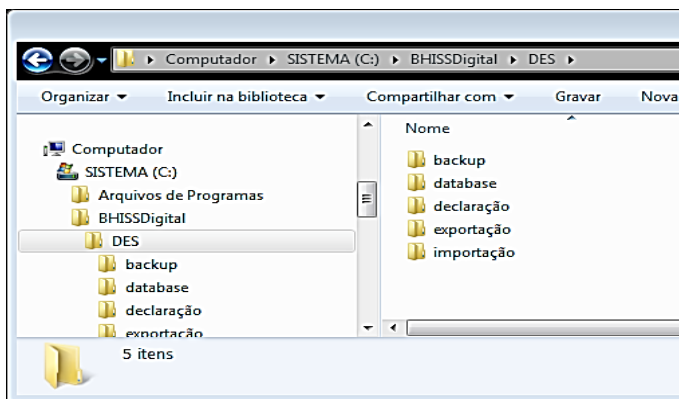 Computador SISTEMA (C:) BHISSDigital DES
Organizar Incluir na biblioteca Compartilhar com Gravar Nova
Computador
SISTEMA (C:)
Arquivos de Programas
BHISSDigital
DES
backup
database
declaração
exportação
Nome
backup
database
declaração
exportação
importação
5 itens